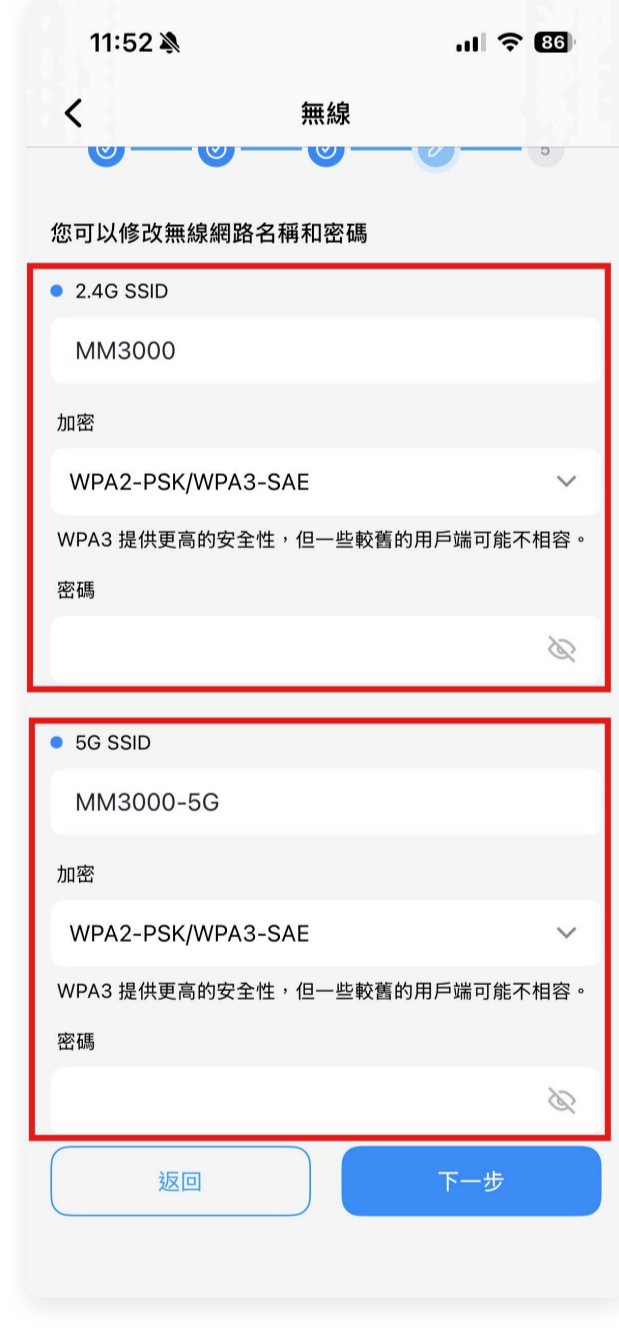 11:52
86
無線
5
您可以修改無線網路名稱和密碼
2.4G SSID
MM3000
加密
WPA2-PSK/WPA3-SAE
WPA3 提供更高的安全性，但一些較舊的用戶端可能不相容。
密碼
5G SSID
MM3000-5G
加密
WPA2-PSK/WPA3-SAE
WPA3 提供更高的安全性，但一些較舊的用戶端可能不相容。
密碼
返回
下一步